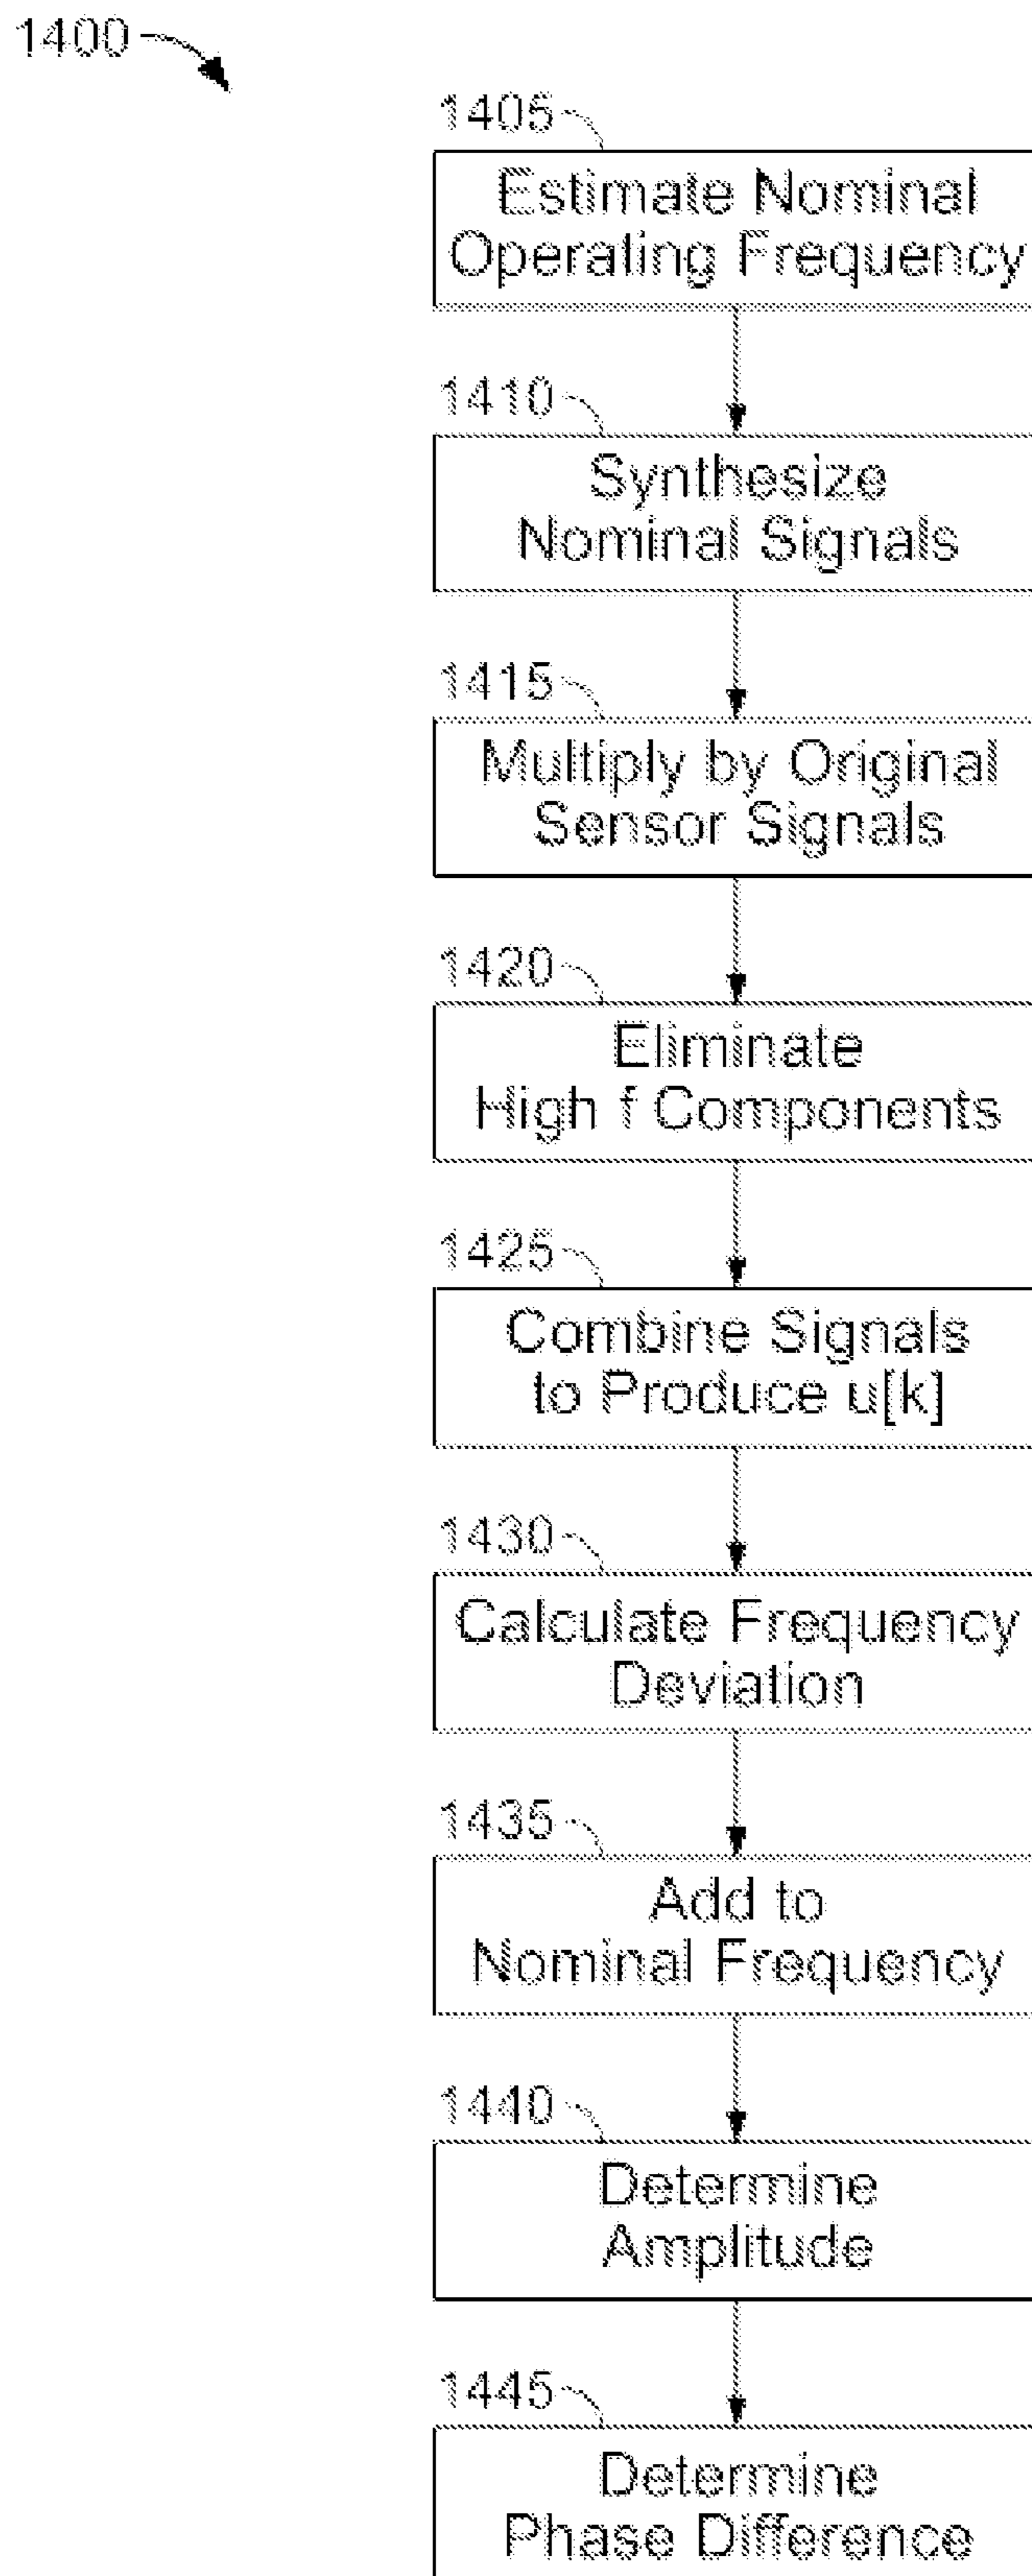 1400
1405
Estimate Nominal
Operating Frequency
1410
Synthesize
Nominal Signals
1415
Multiply by Original
Sensor Signals
1420
Eliminate
High f Components
1425
Combine Signals
to Produce u[k]
1430
Calculate Frequency
Deviation
1435
Add to
Nominal Frequency
1440
Determine
Amplitude
1445
Determine
Phase Difference